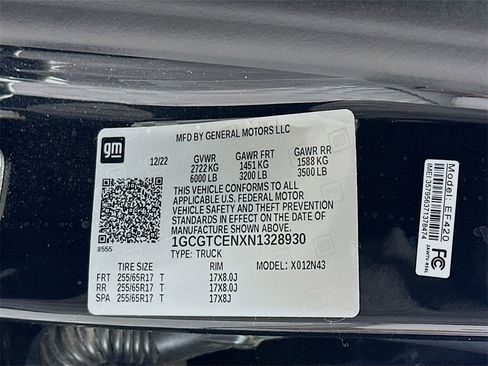 MFD BY GENERAL MOTORS LLC
gm
12/22 GVWR GAWR FRT GAWR RR
2722 KG 1451 KG 1588 KG
6000 LB 3200 LB 3500 LB
THIS VEHICLE CONFORMS TO ALL
APPLICABLE U.S. FEDERAL MOTOR
VEHICLE SAFETY AND BUMPER
STANDARDS IN EFFECT ON THE DATE
OF MANUFACTURE SHOWN ABOVE.
1GCGTCENXN1328930
8555 TYPE: TRUCK
TIRE SIZE RIM MODEL: X012N43
FRT 255/65R17 T 17X8.0J
RR 255/65R17 T 17X8.0J
SPA 255/65R17 T 17X8J
Model: EF420
IMEI:357956371378474
FC